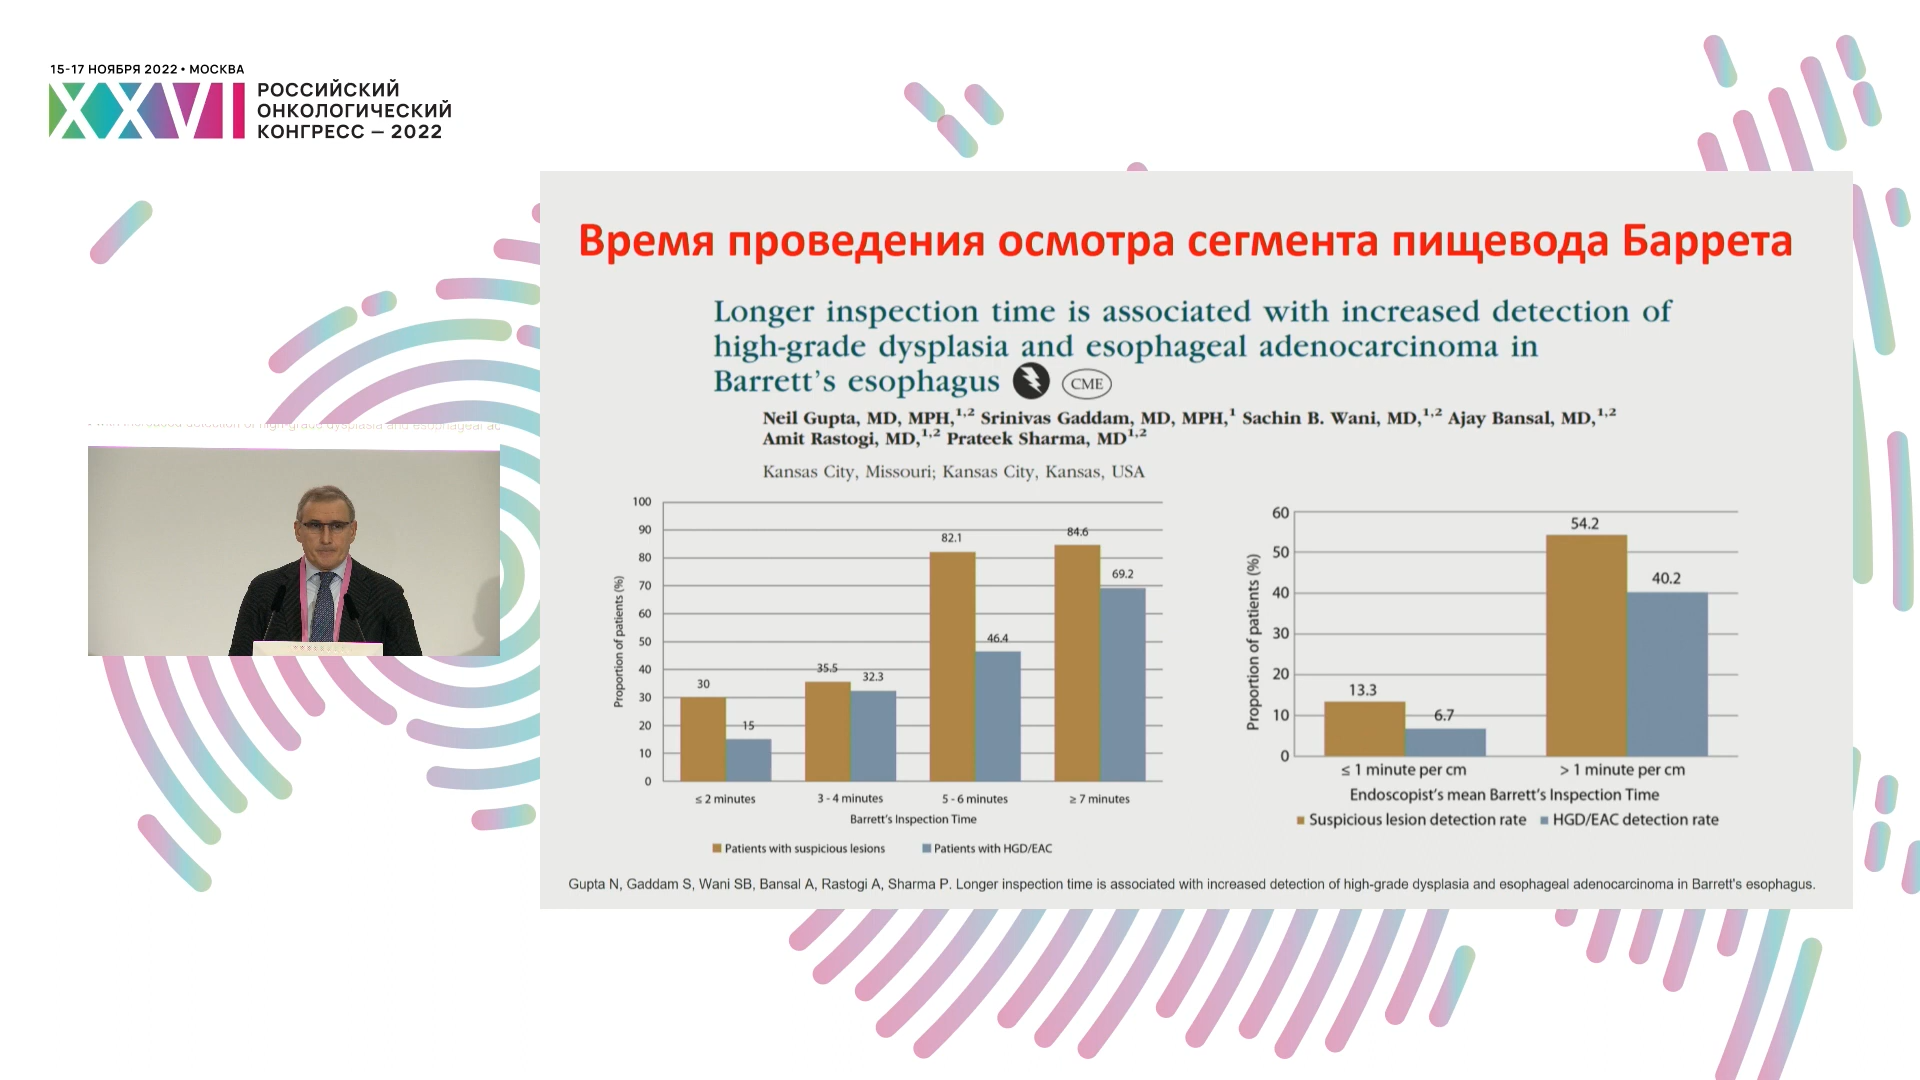 15-17 НОЯБРЯ 2022 • МОСКВА
XXVI
РОССИЙСКИЙ
ОНКОЛОГИЧЕСКИЙ
КОНГРЕСС – 2022
Время проведения осмотра сегмента пищевода Баррета
Longer inspection time is associated with increased detection of
high-grade dysplasia and esophageal adenocarcinoma in
Barrett's esophagus CME
Neil Gupta, MD, MPH,1,2 Srinivas Gaddam, MD, MPH,1 Sachin B. Wani, MD,1,2 Ajay Bansal, MD,1,2
Amit Rastogi, MD,1,2 Prateek Sharma, MD1,2
Kansas City, Missouri; Kansas City, Kansas, USA
Proportion of patients (%)
100
90
80
70
60
50
40
30
20
10
0
30
15
35.5
32.3
82.1
46.4
84.6
69.2
≤ 2 minutes
3 - 4 minutes
5 - 6 minutes
≥ 7 minutes
Barrett's Inspection Time
Patients with suspicious lesions
Patients with HGD/EAC
Proportion of patients (%)
60
50
40
30
20
10
0
13.3
6.7
54.2
40.2
≤ 1 minute per cm
> 1 minute per cm
Endoscopist's mean Barrett's Inspection Time
Suspicious lesion detection rate
HGD/EAC detection rate
Gupta N, Gaddam S, Wani SB, Bansal A, Rastogi A, Sharma P. Longer inspection time is associated with increased detection of high-grade dysplasia and esophageal adenocarcinoma in Barrett's esophagus.